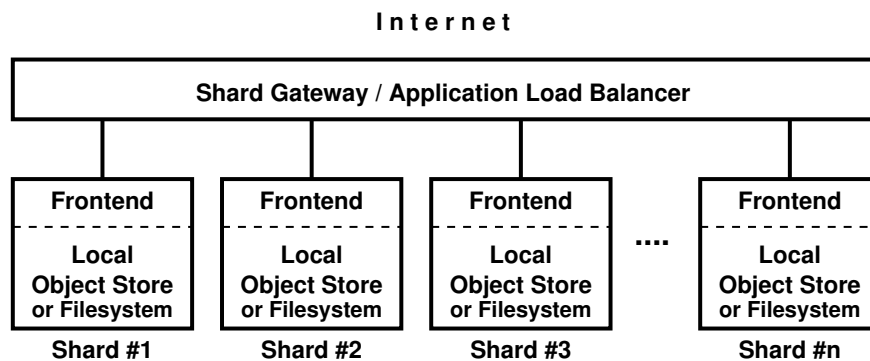 Internet
Shard Gateway / Application Load Balancer
Frontend Frontend Frontend Frontend
Local Local Local .... Local
Object Store Object Store Object Store Object Store
or Filesystem or Filesystem or Filesystem or Filesystem
Shard #1 Shard #2 Shard #3 Shard #n